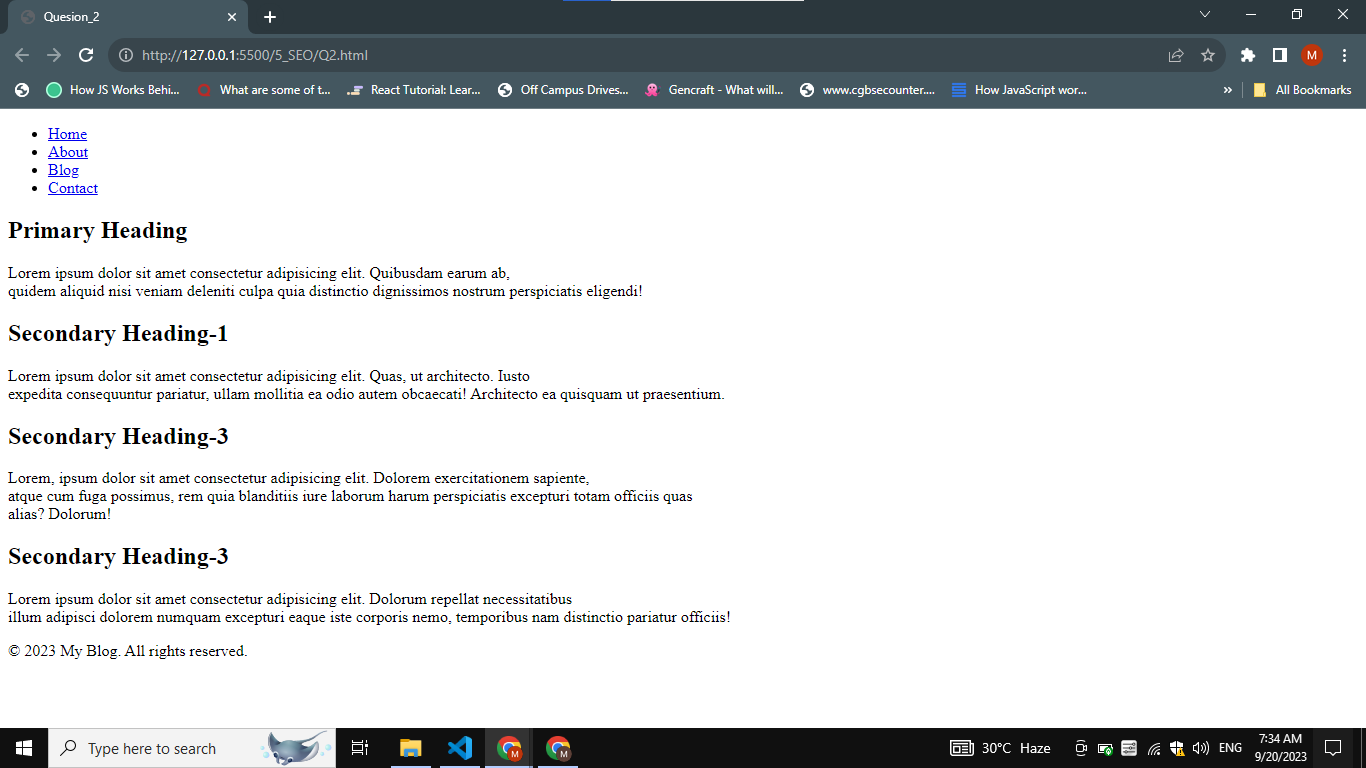 Quesion_2
http://127.0.0.1:5500/5_SEO/Q2.html
M
How JS Works Behi... What are some of t... React Tutorial: Lear... Off Campus Drives... Gencraft - What will... www.cgbsecounter.... How JavaScript wor... » All Bookmarks
Home
About
Blog
Contact
Primary Heading
Lorem ipsum dolor sit amet consectetur adipisicing elit. Quibusdam earum ab,
quidem aliquid nisi veniam deleniti culpa quia distinctio dignissimos nostrum perspiciatis eligendi!
Secondary Heading-1
Lorem ipsum dolor sit amet consectetur adipisicing elit. Quas, ut architecto. Iusto
expedita consequuntur pariatur, ullam mollitia ea odio autem obcaecati! Architecto ea quisquam ut praesentium.
Secondary Heading-3
Lorem, ipsum dolor sit amet consectetur adipisicing elit. Dolorem exercitationem sapiente,
atque cum fuga possimus, rem quia blanditiis iure laborum harum perspiciatis excepturi totam officiis quas
alias? Dolorum!
Secondary Heading-3
Lorem ipsum dolor sit amet consectetur adipisicing elit. Dolorum repellat necessitatibus
illum adipisci dolorem numquam excepturi eaque iste corporis nemo, temporibus nam distinctio pariatur officiis!
© 2023 My Blog. All rights reserved.
Type here to search
M
M
30°C Haze
ENG
7:34 AM
9/20/2023